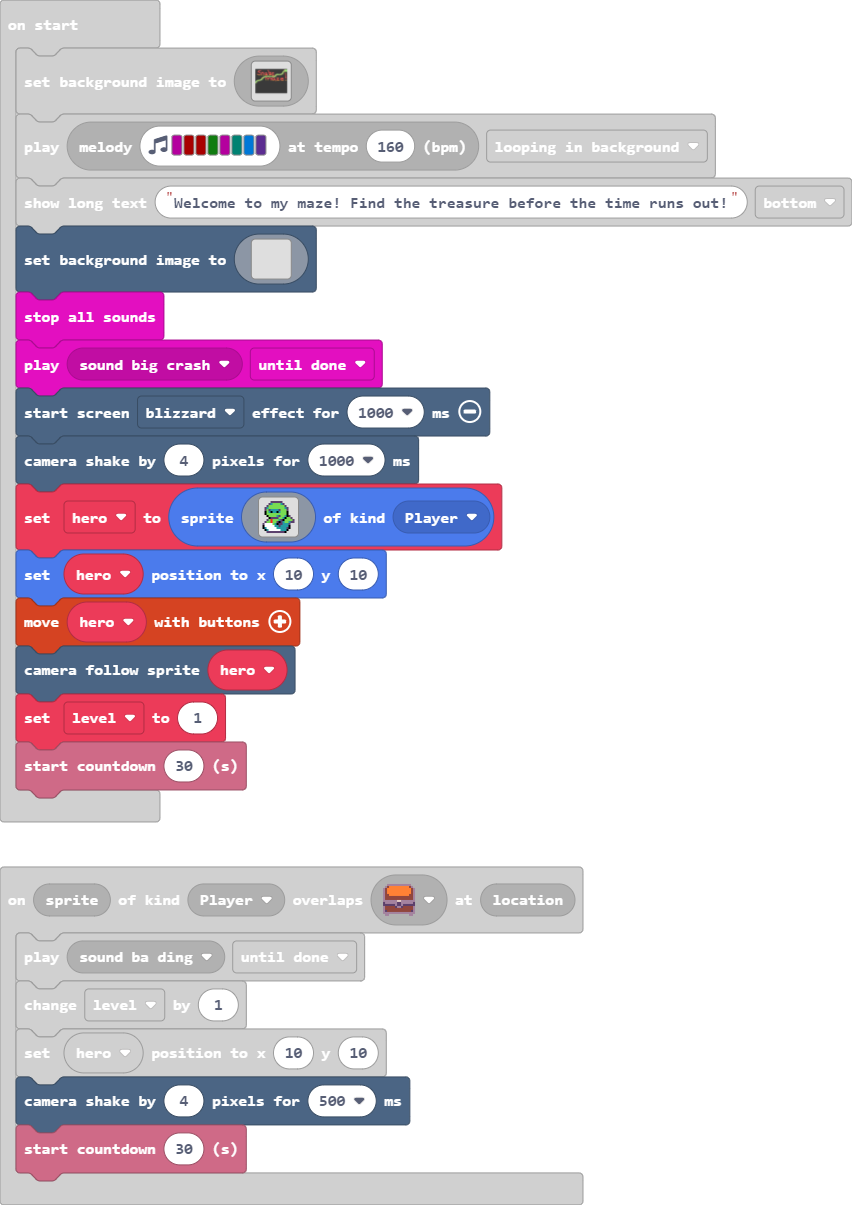 on start
set background image to
play melody at tempo 160 (bpm) looping in background
show long text "Welcome to my maze! Find the treasure before the time runs out!" bottom
set background image to
stop all sounds
play sound big crash until done
start screen blizzard effect for 1000 ms
camera shake by 4 pixels for 1000 ms
set hero to sprite of kind Player
set hero position to x 10 y 10
move hero with buttons
camera follow sprite hero
set level to 1
start countdown 30 (s)
on sprite of kind Player overlaps at location
play sound ba ding until done
change level by 1
set hero position to x 10 y 10
camera shake by 4 pixels for 500 ms
start countdown 30 (s)